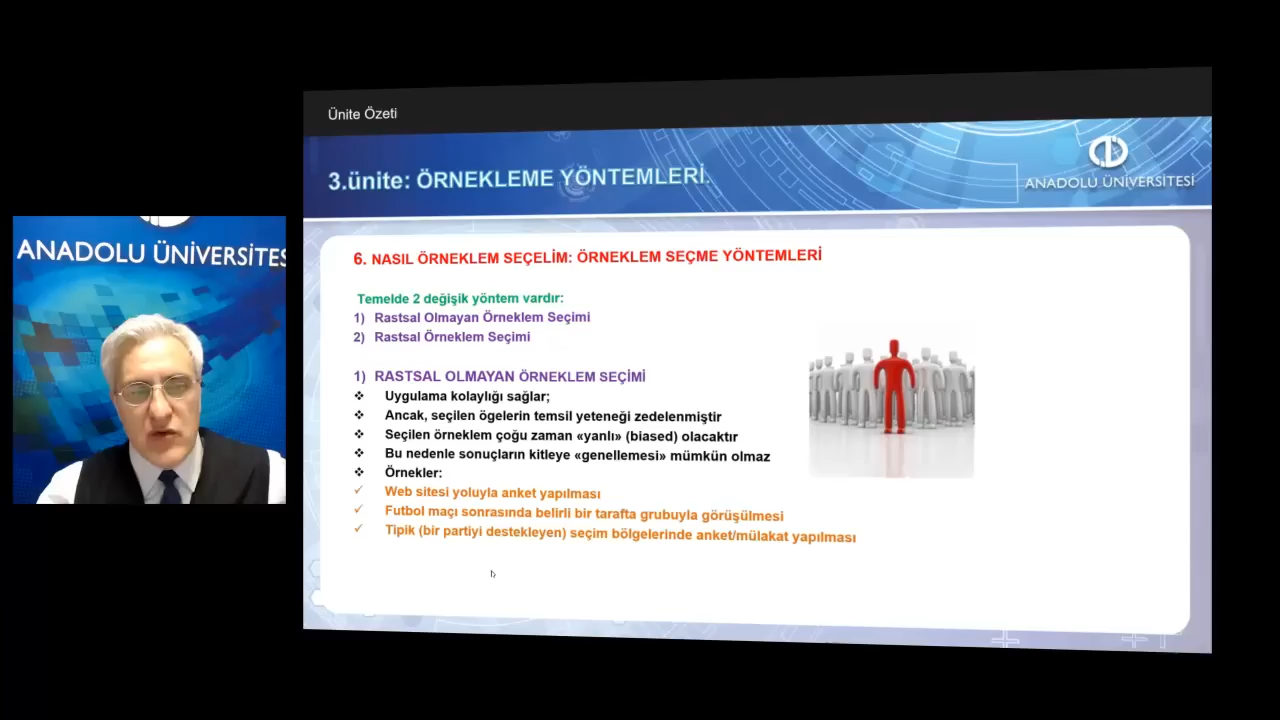 ANADOLU ÜNİVERSİTES
Ünite Özeti
3.ünite: ÖRNEKLEME YÖNTEMLERİ.
ANADOLU ÜNİVERSİTESİ
6. NASIL ÖRNEKLEM SEÇELİM: ÖRNEKLEM SEÇME YÖNTEMLERİ
Temelde 2 değişik yöntem vardır:
1) Rastsal Olmayan Örneklem Seçimi
2) Rastsal Örneklem Seçimi
1) RASTSAL OLMAYAN ÖRNEKLEM SEÇİMİ
❖ Uygulama kolaylığı sağlar;
❖ Ancak, seçilen ögelerin temsil yeteneği zedelenmiştir
❖ Seçilen örneklem çoğu zaman «yanlı» (biased) olacaktır
❖ Bu nedenle sonuçların kitleye «genellemesi» mümkün olmaz
❖ Örnekler:
✓ Web sitesi yoluyla anket yapılması
✓ Futbol maçı sonrasında belirli bir tarafta grubuyla görüşülmesi
✓ Tipik (bir partiyi destekleyen) seçim bölgelerinde anket/mülakat yapılması